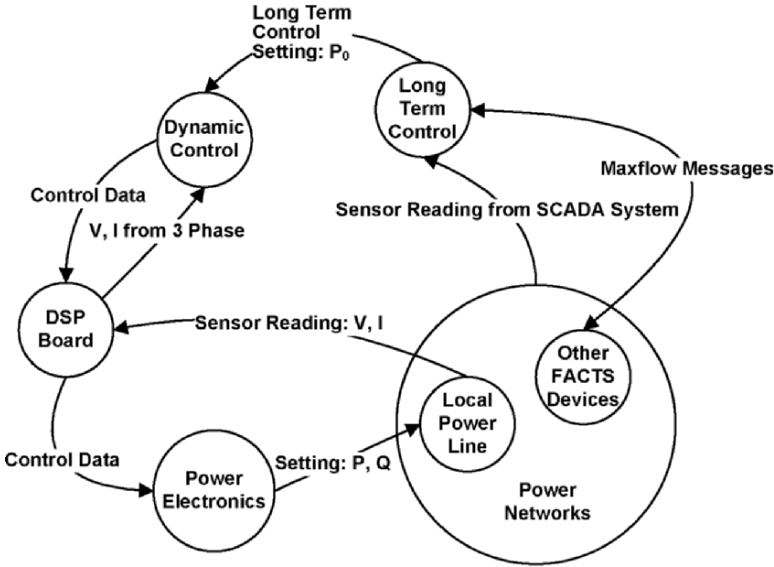 Long Term
Control
Setting: P₀
Long
Term
Control
Dynamic
Control
Maxflow Messages
Control Data
Sensor Reading from SCADA System
V, I from 3 Phase
DSP
Board
Sensor Reading: V, I
Other
FACTS
Devices
Local
Power
Line
Control Data
Setting: P, Q
Power
Electronics
Power
Networks